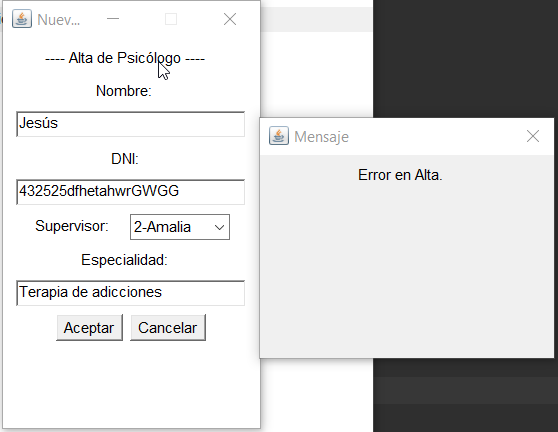 Nuev...
---- Alta de Psicólogo ----
Nombre:
Jesús
DNI:
432525dfhetahwrGWGG
Supervisor: 2-Amalia
Especialidad:
Terapia de adicciones
Aceptar Cancelar
Mensaje
Error en Alta.